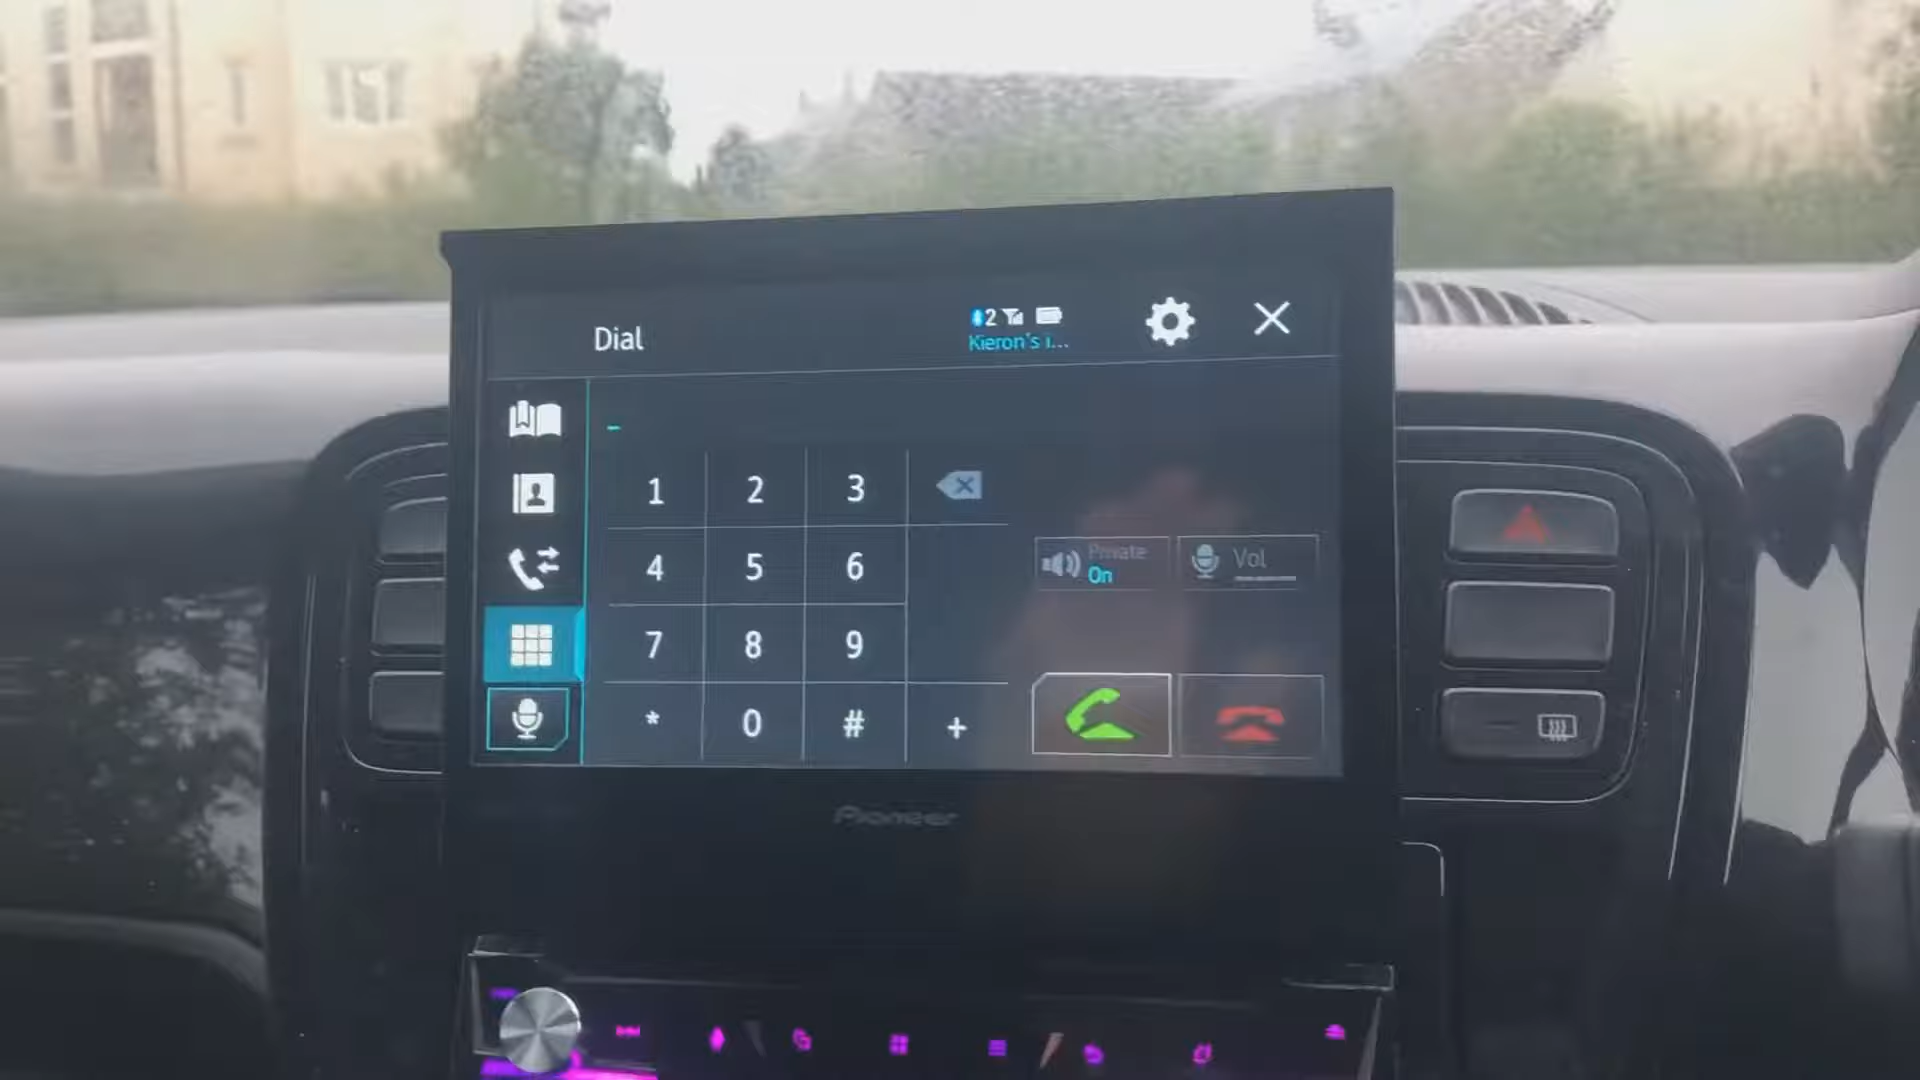 Dial
2
Kieron's i...
1 2 3
4 5 6
7 8 9
* 0 # +
Private
On
Vol
Pioneer